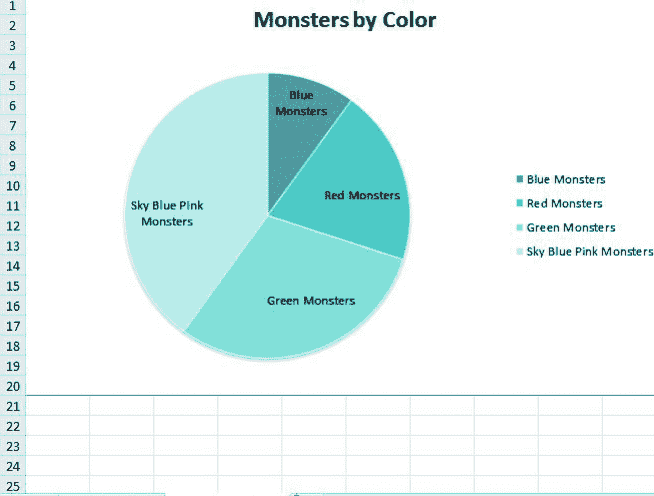 Monsters by Color
Blue
Monsters
Red Monsters
Sky Blue Pink
Monsters
Green Monsters
Blue Monsters
Red Monsters
Green Monsters
Sky Blue Pink Monsters
1
2
3
4
5
6
7
8
9
10
11
12
13
14
15
16
17
18
19
20
21
22
23
24
25